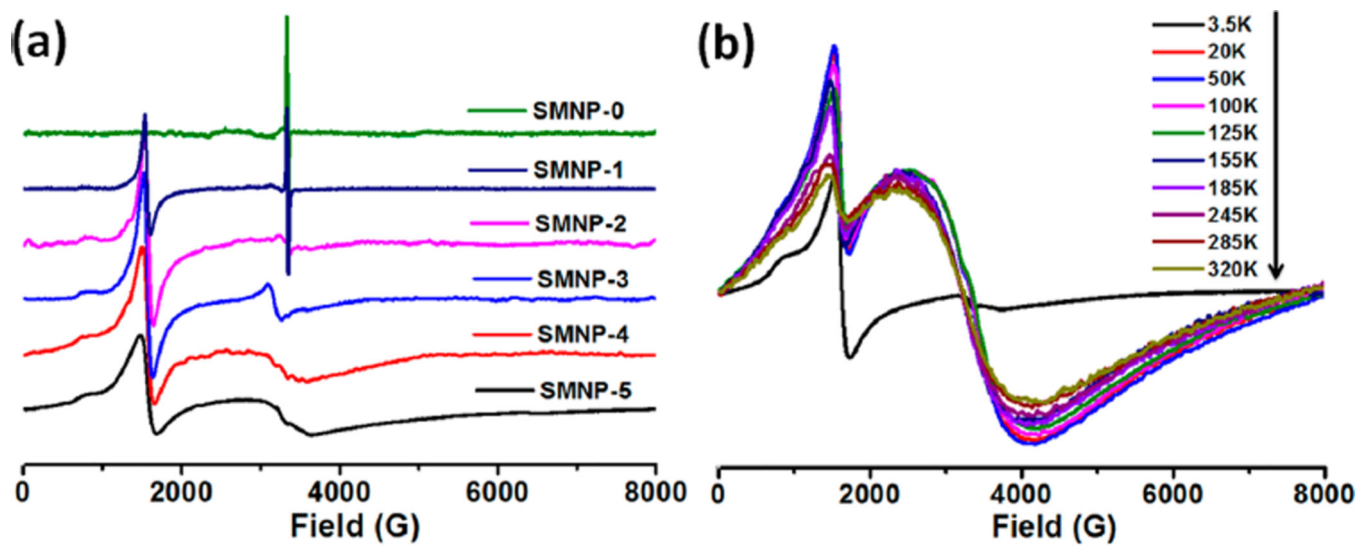 (a)
SMNP-0
SMNP-1
SMNP-2
SMNP-3
SMNP-4
SMNP-5
0 2000 4000 6000 8000
Field (G)
(b)
3.5K
20K
50K
100K
125K
155K
185K
245K
285K
320K
0 2000 4000 6000 8000
Field (G)